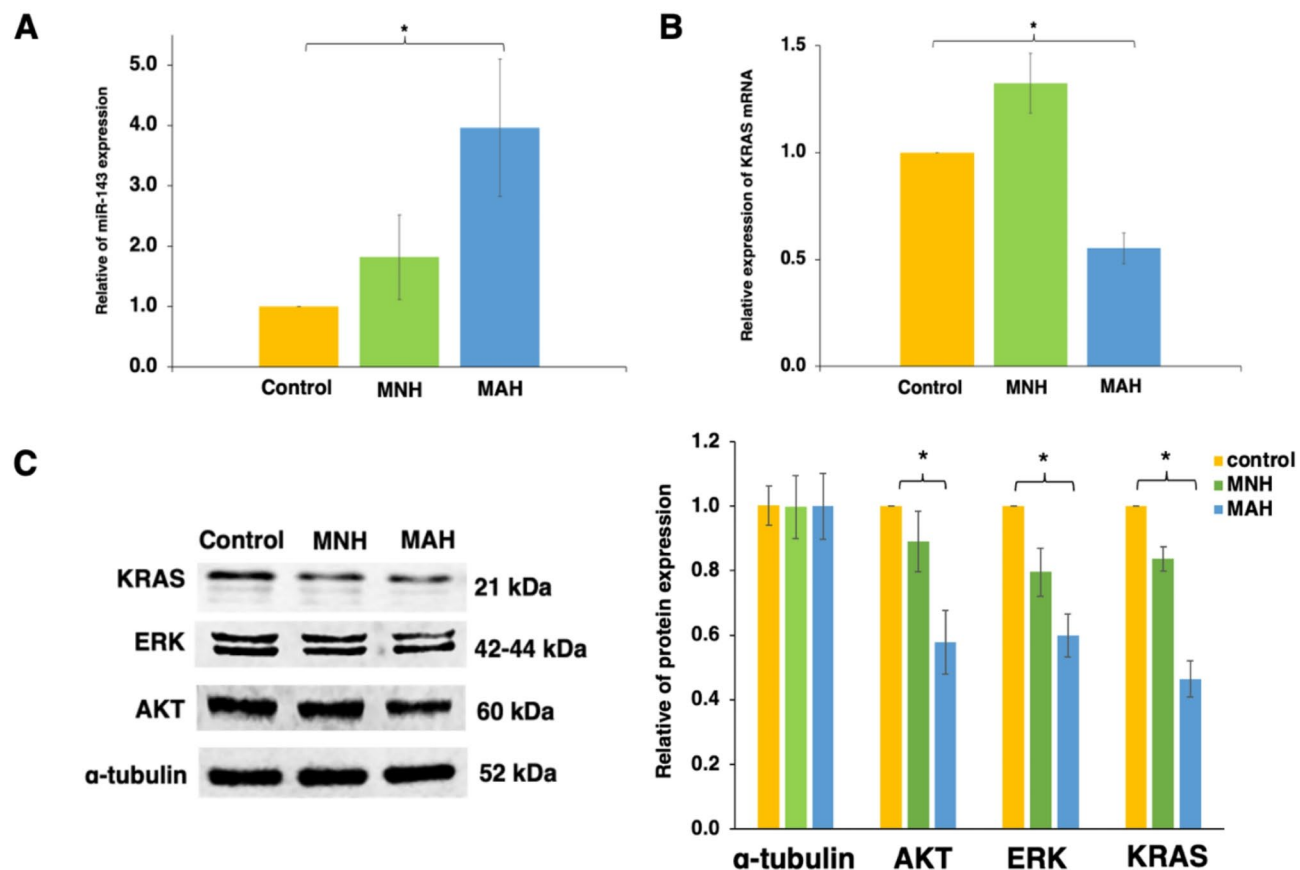 A
*
Relative of miR-143 expression
5.0
4.0
3.0
2.0
1.0
0.0
Control MNH MAH
B
*
Relative expression of KRAS mRNA
1.5
1.0
0.5
0.0
Control MNH MAH
C
Control MNH MAH
KRAS 21 kDa
ERK 42-44 kDa
AKT 60 kDa
α-tubulin 52 kDa
Relative of protein expression
1.2
1.0
0.8
0.6
0.4
0.2
0.0
* * *
control
MNH
MAH
α-tubulin AKT ERK KRAS